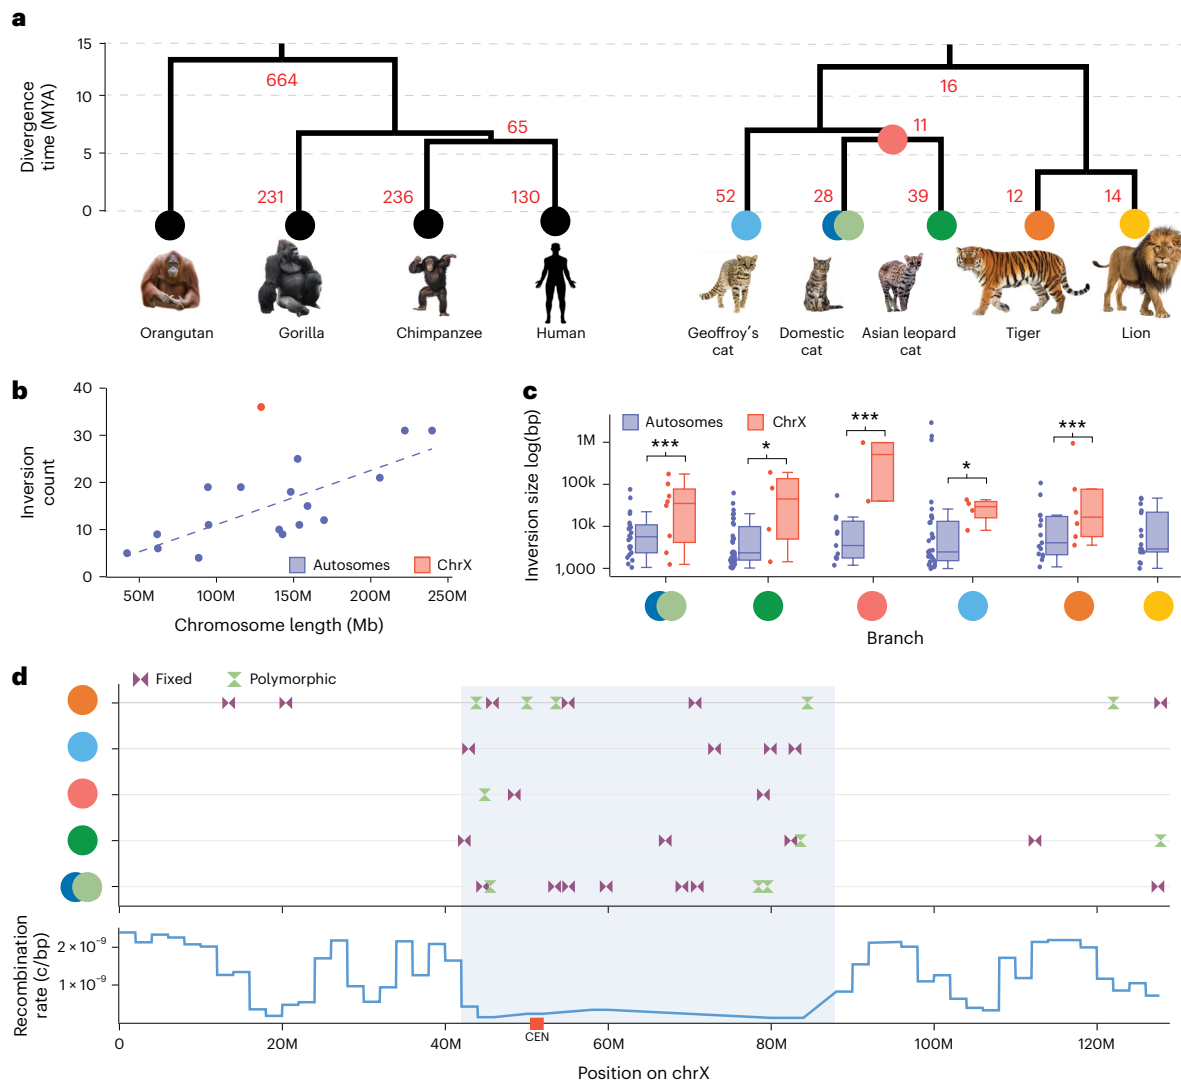 a
Divergence
time (MYA)
15
10
5
0
664
65
231
236
130
16
11
52
28
39
12
14
Orangutan
Gorilla
Chimpanzee
Human
Geoffroy′s
cat
Domestic
cat
Asian leopard
cat
Tiger
Lion
b
Inversion
count
40
30
20
10
0
Autosomes
ChrX
50M
100M
150M
200M
250M
Chromosome length (Mb)
c
Inversion size log(bp)
Autosomes
ChrX
1M
100k
10k
1,000
***
*
***
*
***
Branch
d
Fixed
Polymorphic
Recombination
rate (c/bp)
2 × 10⁻⁹
1 × 10⁻⁹
CEN
0
20M
40M
60M
80M
100M
120M
Position on chrX